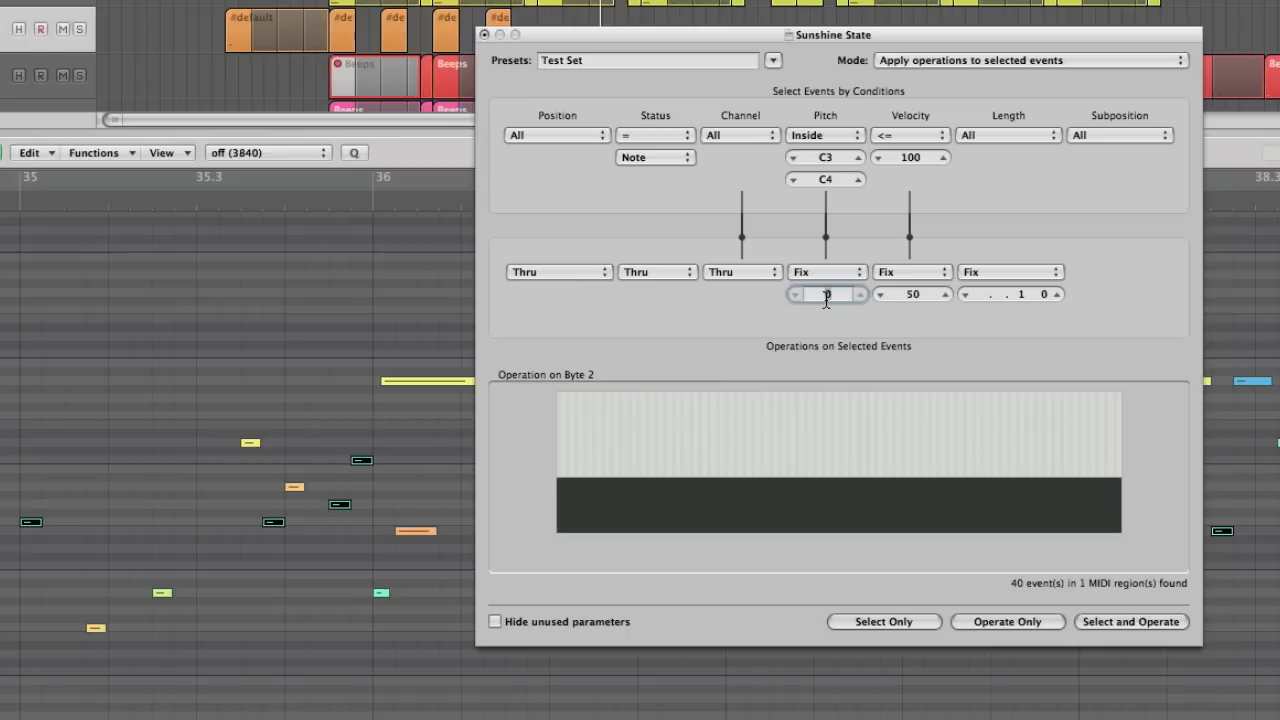 #default #de #de #de #de
H R M S
H R M S
Beeps Beeps Beeps
Beeps Beeps
Sunshine State
Presets: Test Set Mode: Apply operations to selected events
Select Events by Conditions
Position Status Channel Pitch Velocity Length Subposition
All = All Inside <= All All
Note C3 100
C4
Edit Functions View off (3840) Q
35 35.3 36 38.3
Thru Thru Thru Fix Fix Fix
50 . . 1 0
Operations on Selected Events
Operation on Byte 2
40 event(s) in 1 MIDI region(s) found
Hide unused parameters Select Only Operate Only Select and Operate